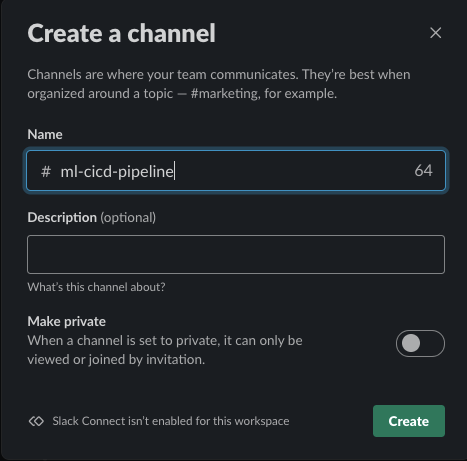 Create a channel
Channels are where your team communicates. They’re best when
organized around a topic — #marketing, for example.
Name
# ml-cicd-pipeline 64
Description (optional)
What’s this channel about?
Make private
When a channel is set to private, it can only be
viewed or joined by invitation.
Slack Connect isn’t enabled for this workspace
Create